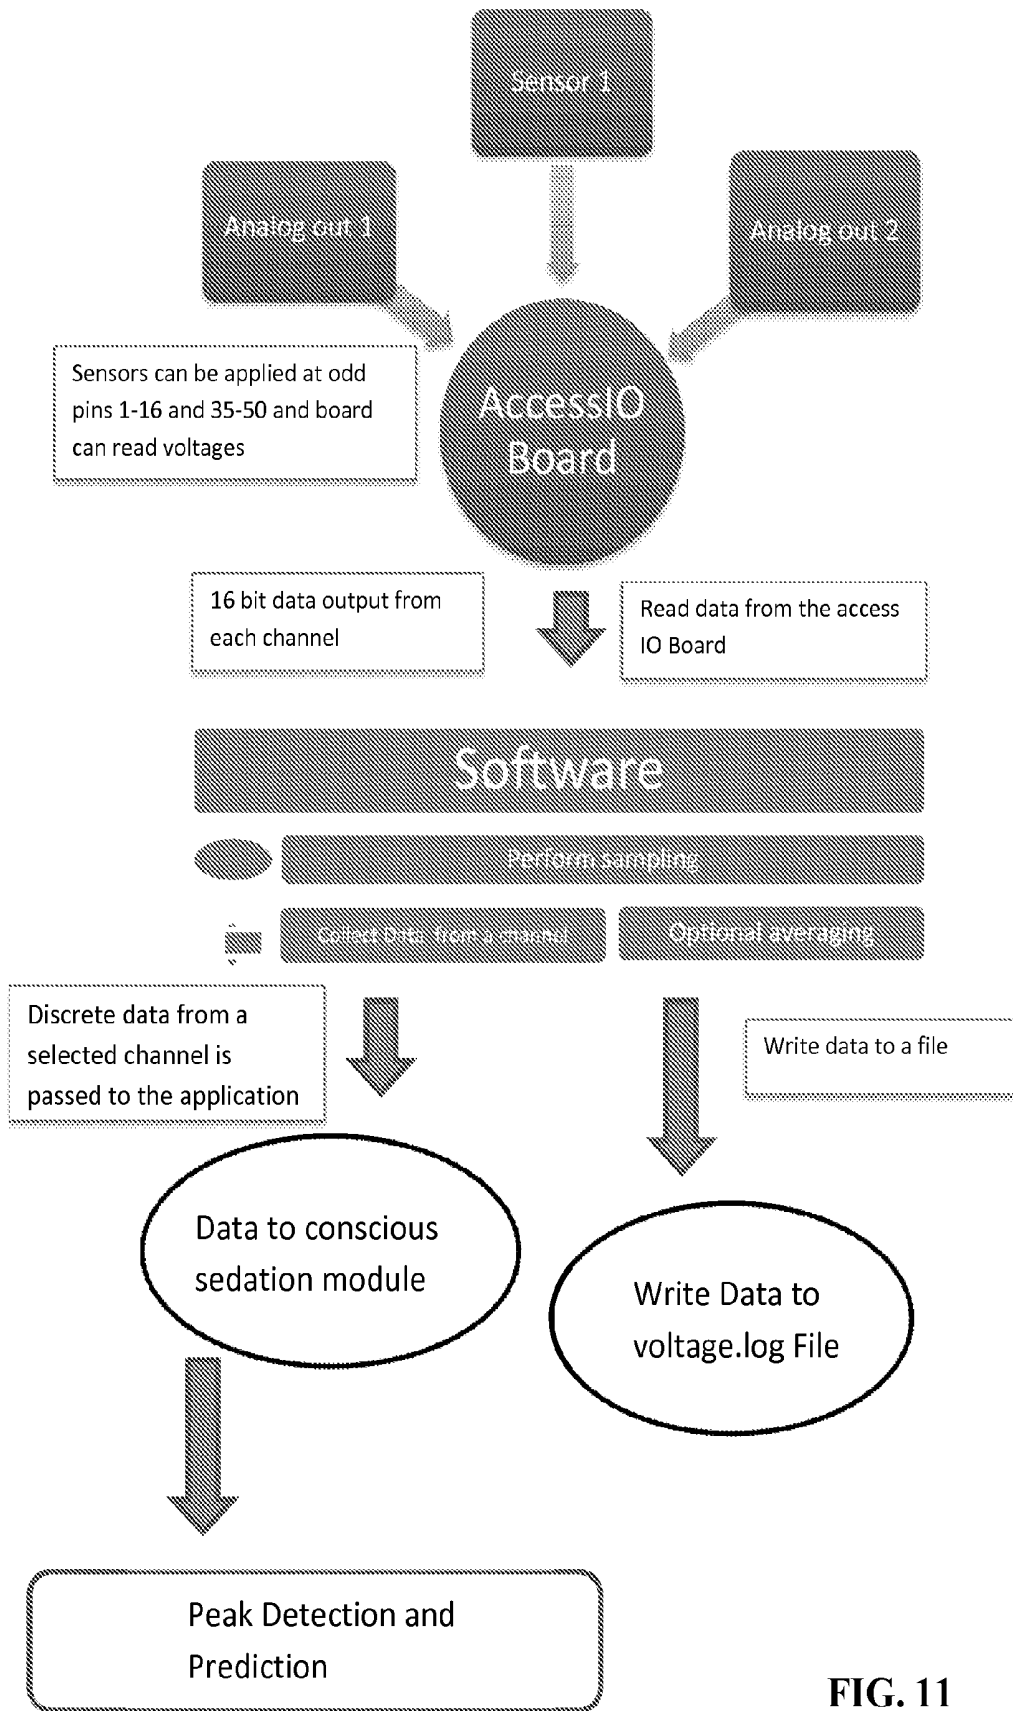 Sensor 1
Analog out 1
Analog out 2
Sensors can be applied at odd
pins 1-16 and 35-50 and board
can read voltages
AccessIO
Board
16 bit data output from
each channel
Read data from the access
IO Board
Software
Perform sampling
Collect Data from a channel
Optional averaging
Discrete data from a
selected channel is
passed to the application
Write data to a file
Data to conscious
sedation module
Write Data to
voltage.log File
Peak Detection and
Prediction
FIG. 11